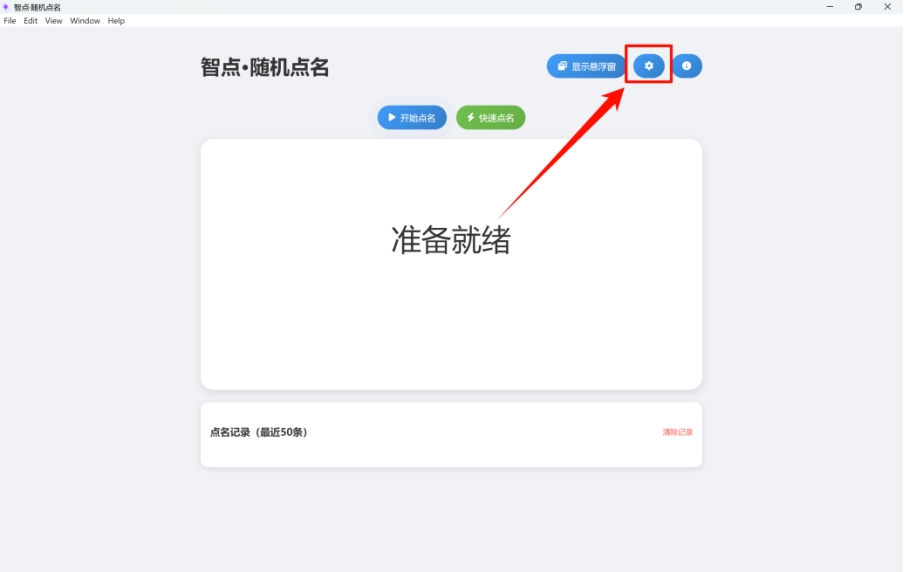 智点·随机点名
File Edit View Window Help
智点·随机点名
显示悬浮窗
开始点名 快速点名
准备就绪
点名记录（最近50条） 清除记录